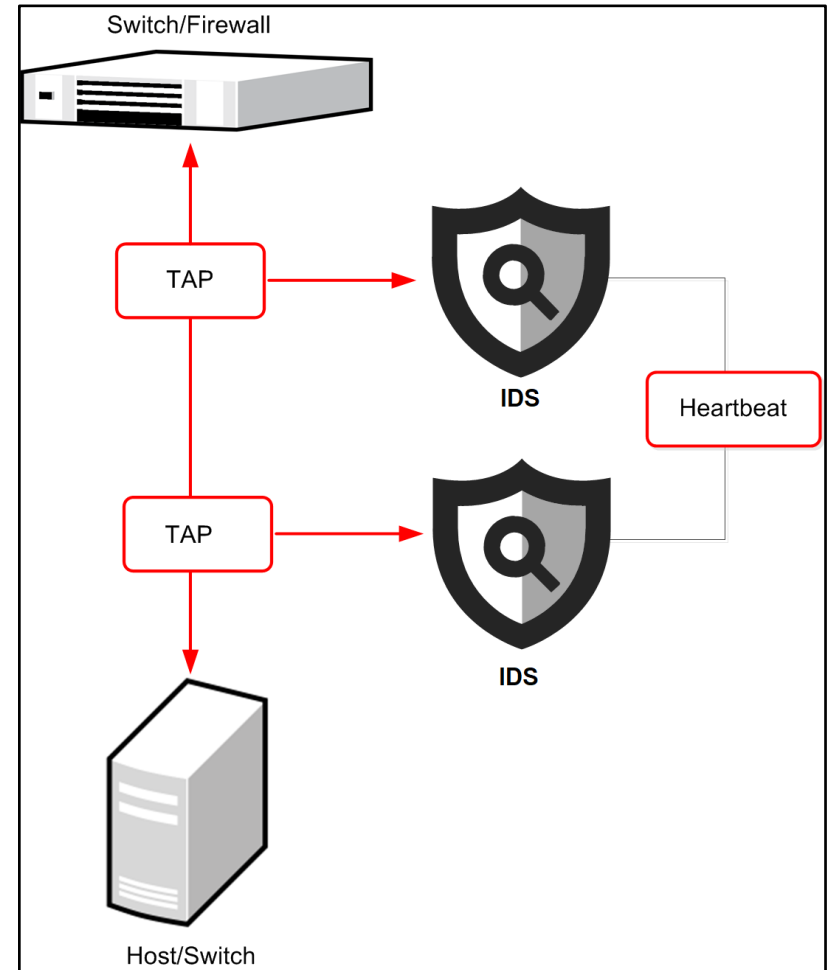 Switch/Firewall
TAP
IDS
Heartbeat
TAP
IDS
Host/Switch